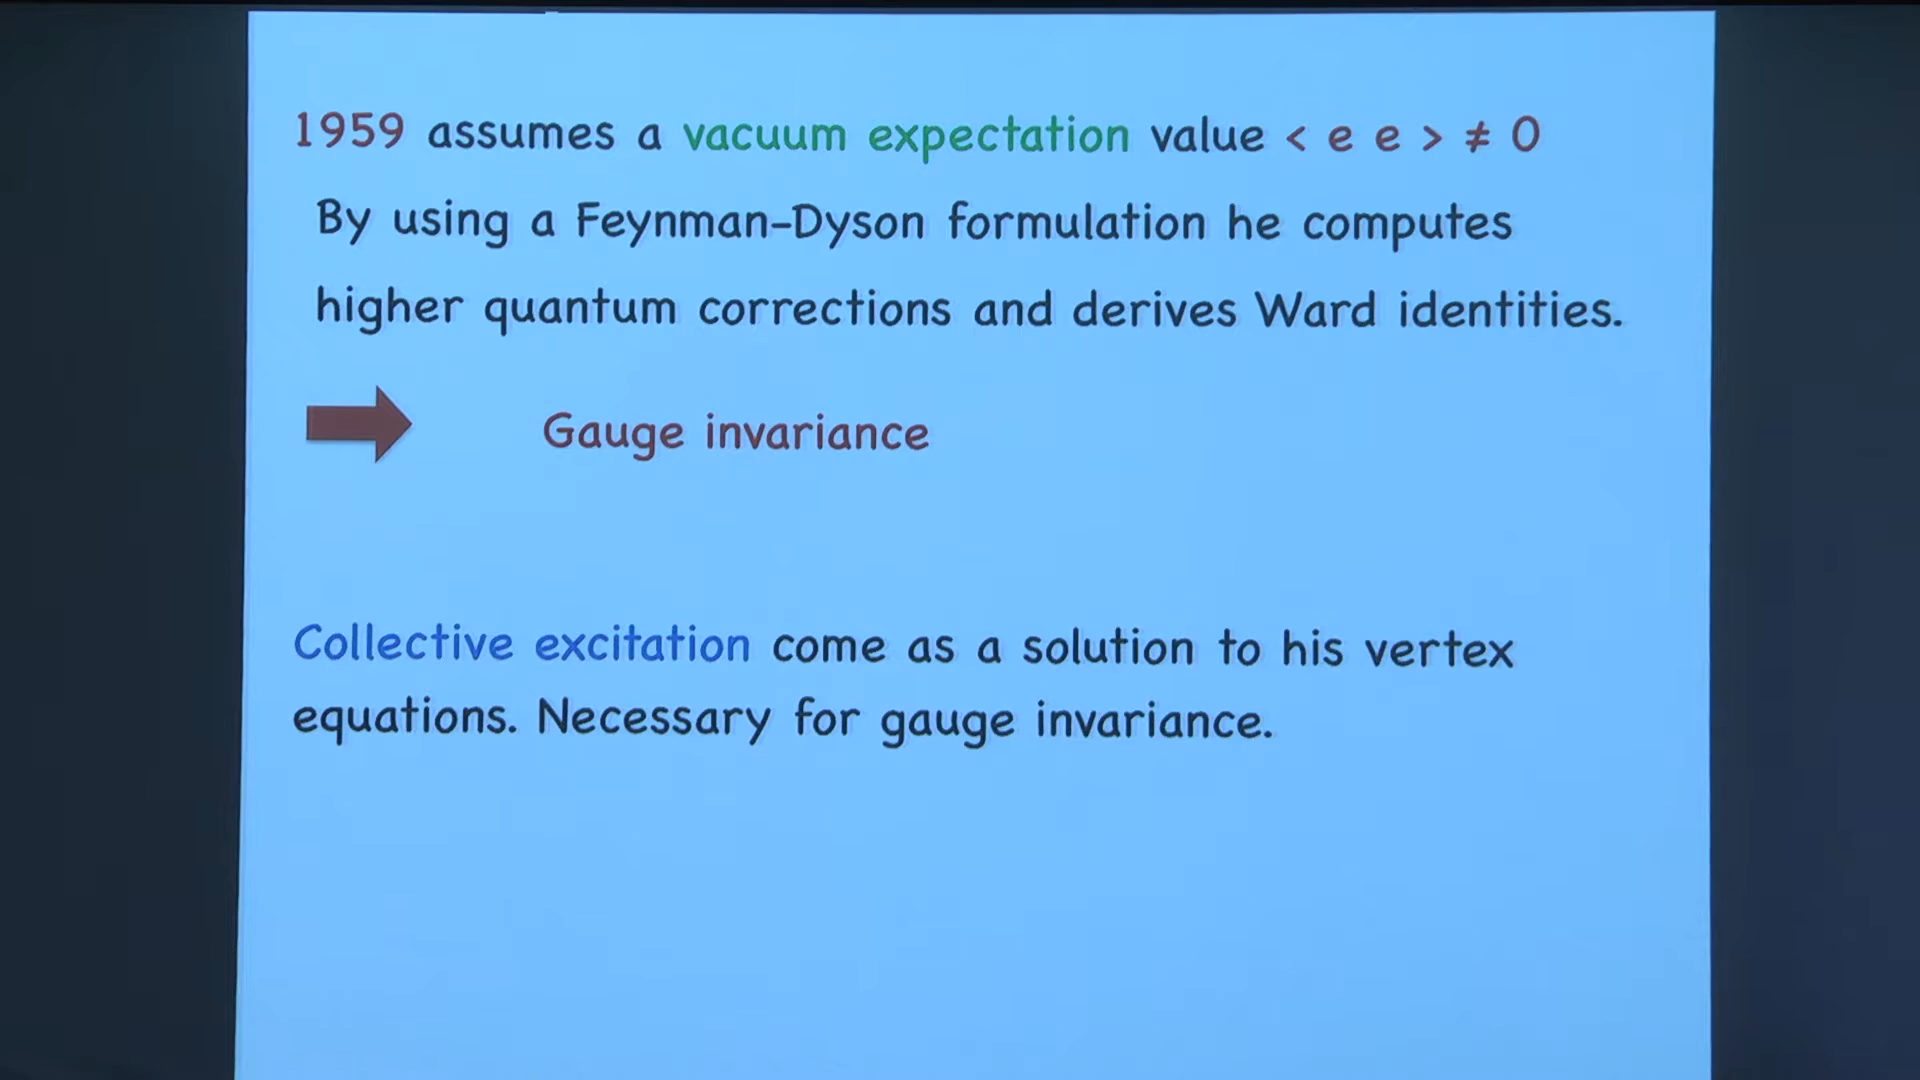 1959 assumes a vacuum expectation value < e e > ≠ 0
By using a Feynman-Dyson formulation he computes
higher quantum corrections and derives Ward identities.
Gauge invariance
Collective excitation come as a solution to his vertex
equations. Necessary for gauge invariance.